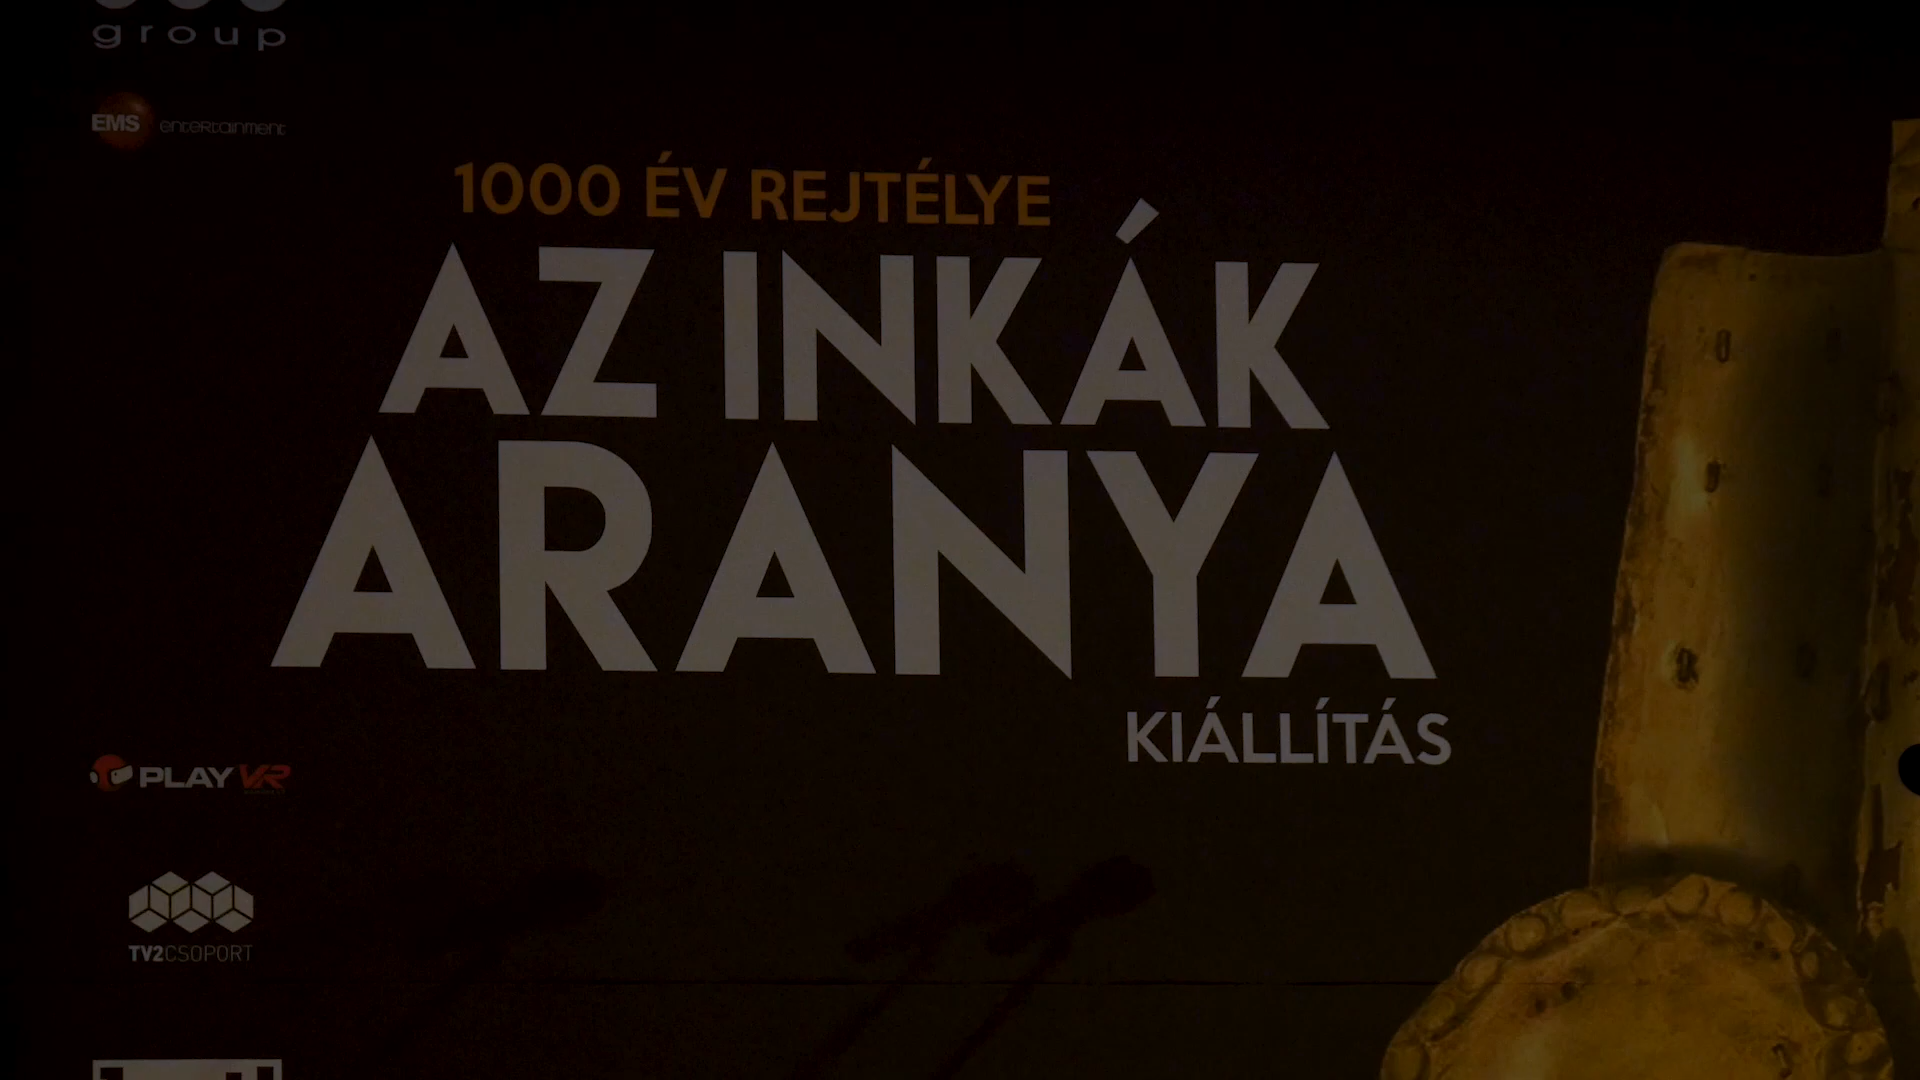 group
EMS entertainment
1000 ÉV REJTÉLYE
AZ INKÁK
ARANYA
KIÁLLÍTÁS
PLAY VR
TV2CSOPORT